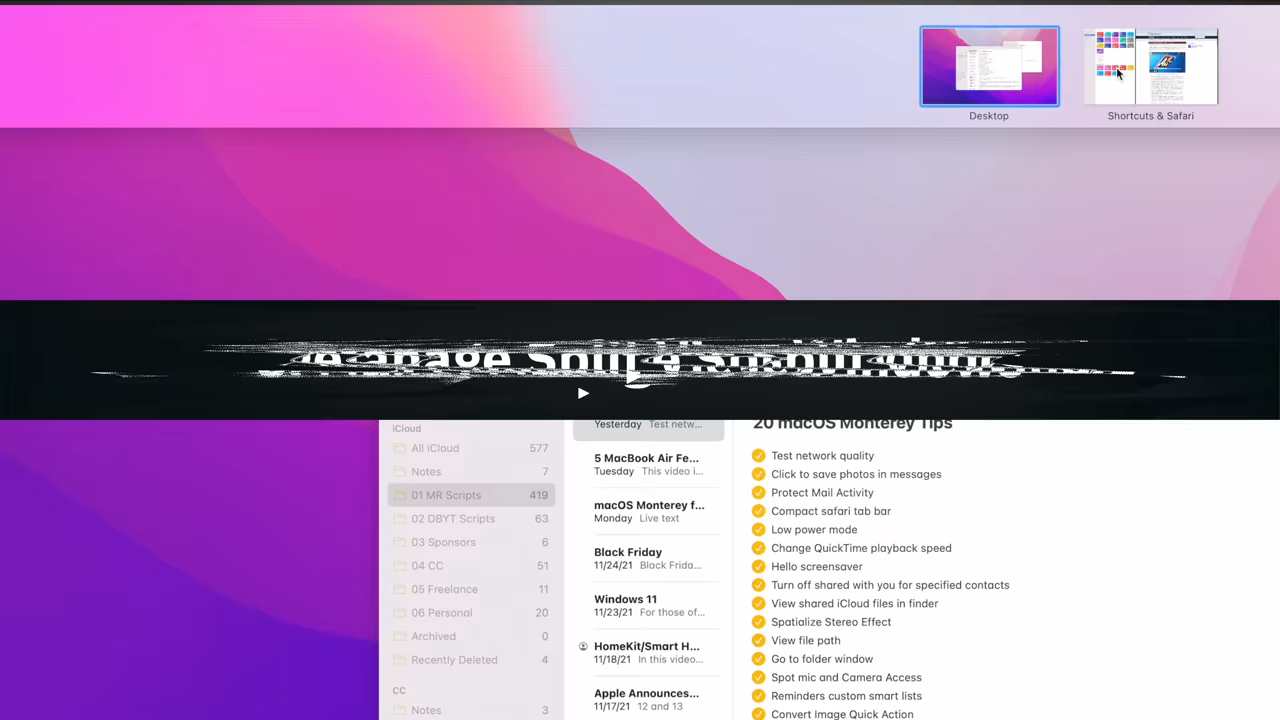 Desktop
Shortcuts & Safari
20 macOS Monterey Tips
iCloud
All iCloud 577
Notes 7
01 MR Scripts 419
02 DBYT Scripts 63
03 Sponsors 6
04 CC 51
05 Freelance 11
06 Personal 20
Archived 0
Recently Deleted 4
CC
Notes 3
Yesterday Test netw...
5 MacBook Air Fe...
Tuesday This video i...
macOS Monterey f...
Monday Live text
Black Friday
11/24/21 Black Frida...
Windows 11
11/23/21 For those of...
HomeKit/Smart H...
11/18/21 In this video...
Apple Announces...
11/17/21 12 and 13
Test network quality
Click to save photos in messages
Protect Mail Activity
Compact safari tab bar
Low power mode
Change QuickTime playback speed
Hello screensaver
Turn off shared with you for specified contacts
View shared iCloud files in finder
Spatialize Stereo Effect
View file path
Go to folder window
Spot mic and Camera Access
Reminders custom smart lists
Convert Image Quick Action